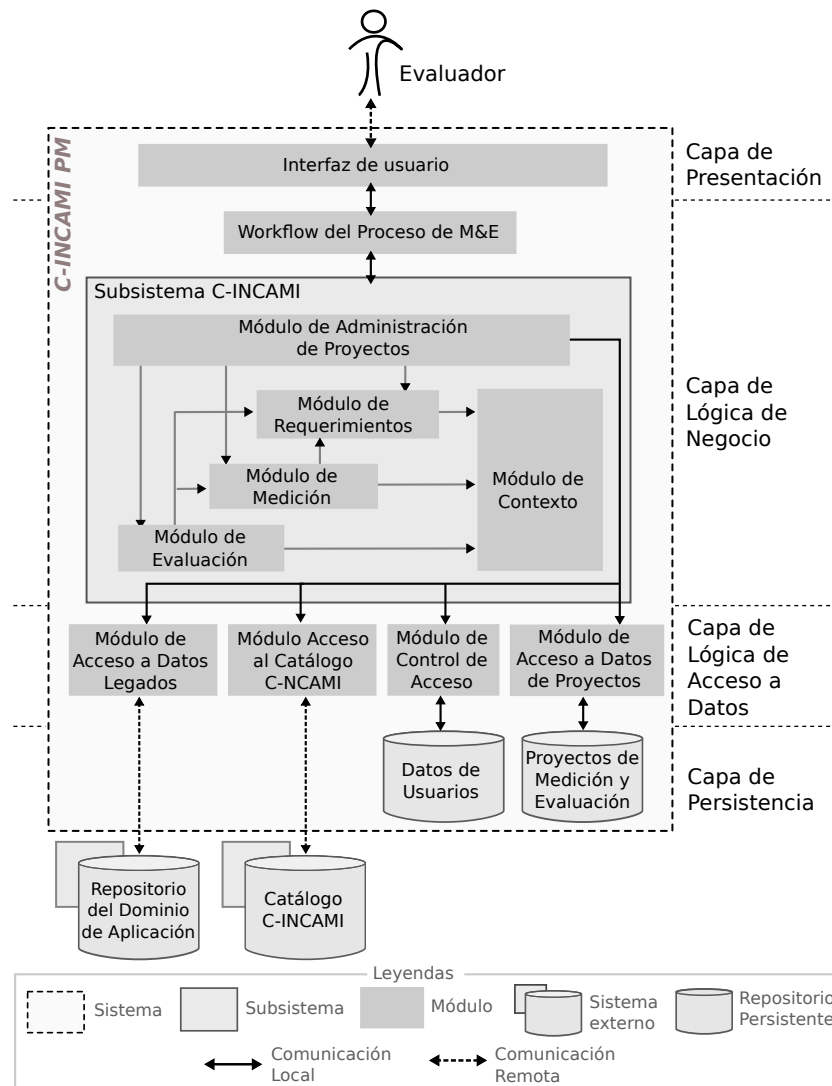 Evaluador
C-INCAMI PM
Interfaz de usuario
Capa de
Presentación
Workflow del Proceso de M&E
Subsistema C-INCAMI
Módulo de Administración
de Proyectos
Módulo de
Requerimientos
Módulo de
Medición
Módulo de
Contexto
Módulo de
Evaluación
Capa de
Lógica de
Negocio
Módulo de
Acceso a Datos
Legados
Módulo Acceso
al Catálogo
C-NCAMI
Módulo de
Control de
Acceso
Módulo de
Acceso a Datos
de Proyectos
Capa de
Lógica de
Acceso a
Datos
Datos de
Usuarios
Proyectos de
Medición y
Evaluación
Capa de
Persistencia
Repositorio
del Dominio
de Aplicación
Catálogo
C-INCAMI
Leyendas
Sistema
Subsistema
Módulo
Sistema
externo
Repositorio
Persistente
Comunicación
Local
Comunicación
Remota